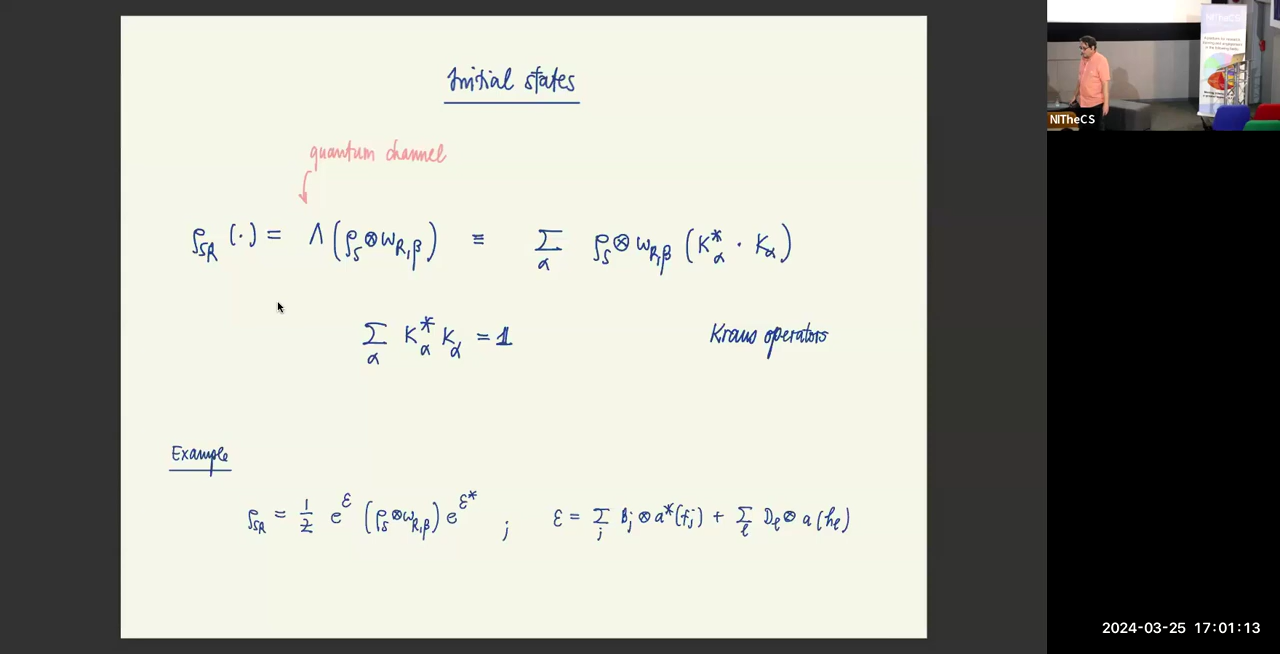 Initial states
quantum channel
ρ_SR (·) = Λ(ρ_S⊗ω_R,β) ≡ Σ_α ρ_S⊗ω_R,β (K*_α · K_α)
Σ_α K*_α K_α = 𝟙 Kraus operators
Example
ρ_SR = 1/Z e^ε (ρ_S⊗ω_R,β) e^ε* ; ε = Σ_j B_j⊗a*(f_j) + Σ_ℓ D_ℓ⊗a(h_ℓ)
NITheCS
NITheCS
2024-03-25 17:01:13